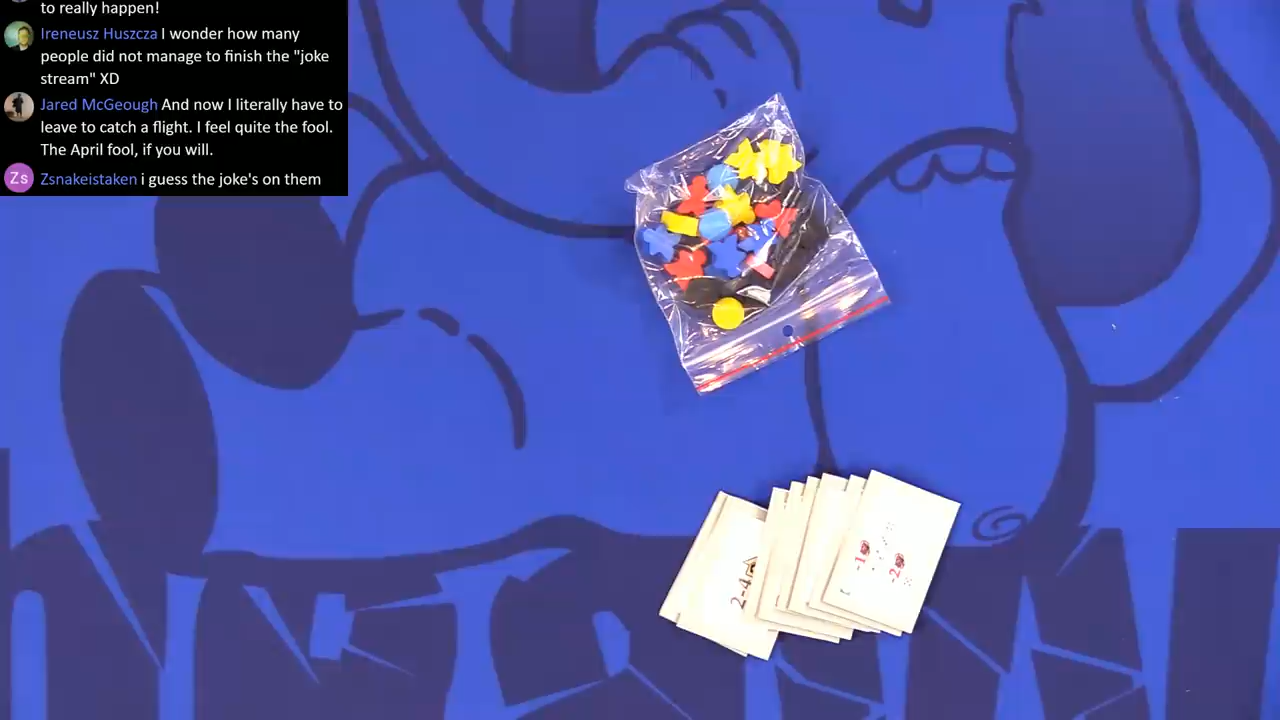 to really happen!
Ireneusz Huszcza I wonder how many
people did not manage to finish the "joke
stream" XD
Jared McGeough And now I literally have to
leave to catch a flight. I feel quite the fool.
The April fool, if you will.
Zs
Zsnakeistaken i guess the joke's on them
2-4
-1
-2